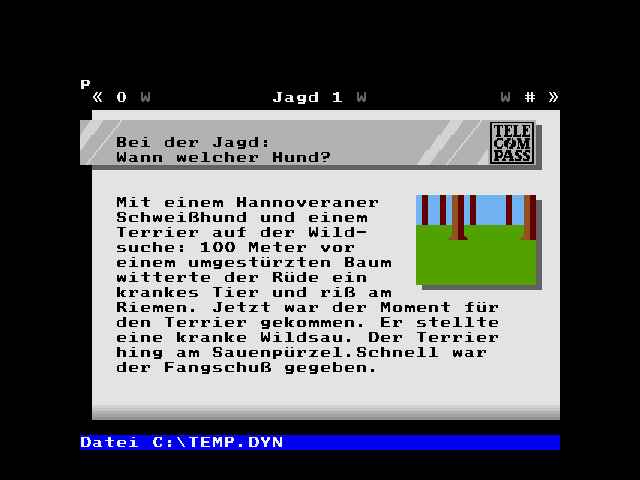 P
« O W Jagd 1 W W # »
Bei der Jagd:
Wann welcher Hund?
TELE
COM
PASS
Mit einem Hannoveraner
Schweißhund und einem
Terrier auf der Wild-
suche: 100 Meter vor
einem umgestürzten Baum
witterte der Rüde ein
krankes Tier und riß am
Riemen. Jetzt war der Moment für
den Terrier gekommen. Er stellte
eine kranke Wildsau. Der Terrier
hing am Sauenpürzel.Schnell war
der Fangschuß gegeben.
Datei C:\TEMP.DYN